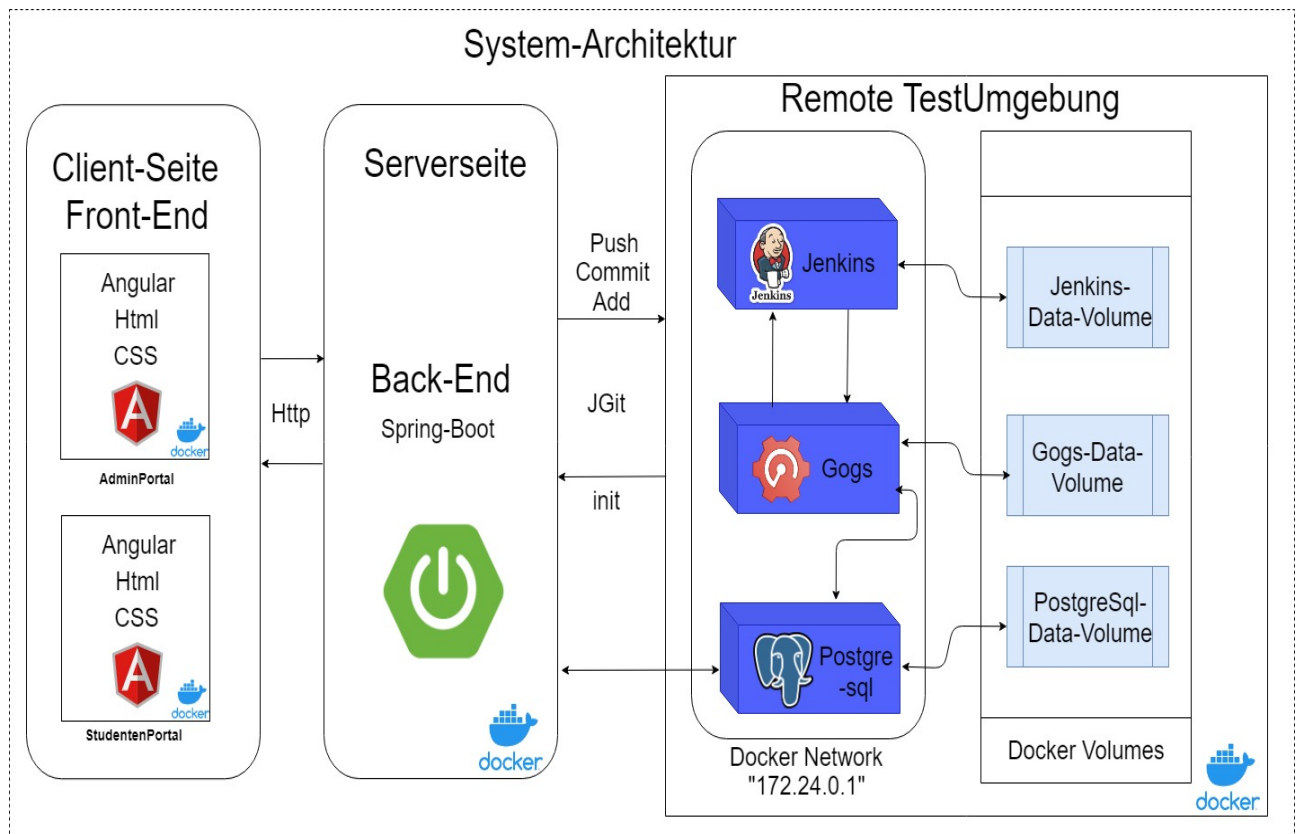 System-Architektur
Client-Seite
Front-End
Angular
Html
CSS
docker
AdminPortal
Angular
Html
CSS
docker
StudentenPortal
Http
Serverseite
Back-End
Spring-Boot
docker
Push
Commit
Add
JGit
init
Remote TestUmgebung
Jenkins
Jenkins
Gogs
Postgre
-sql
Docker Network
"172.24.0.1"
Jenkins-
Data-Volume
Gogs-Data-
Volume
PostgreSql-
Data-Volume
Docker Volumes
docker